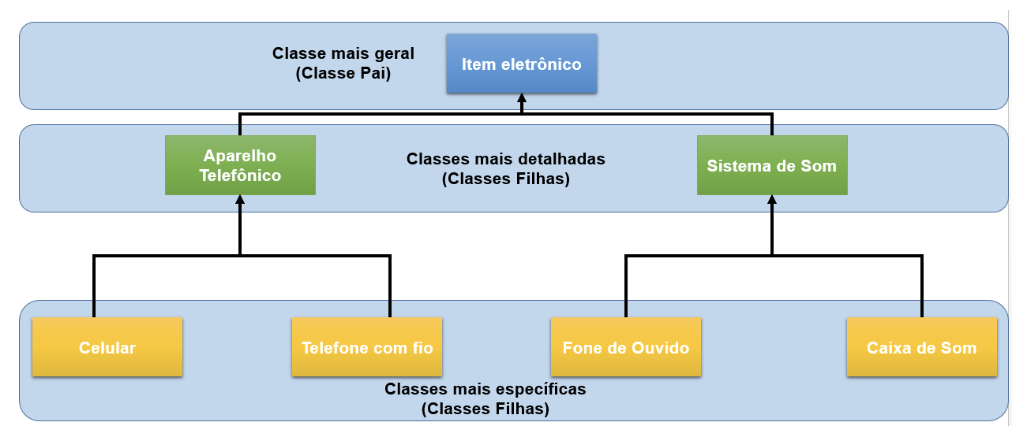 Classe mais geral
(Classe Pai)
Item eletrônico
Aparelho
Telefônico
Classes mais detalhadas
(Classes Filhas)
Sistema de Som
Celular
Telefone com fio
Fone de Ouvido
Caixa de Som
Classes mais específicas
(Classes Filhas)